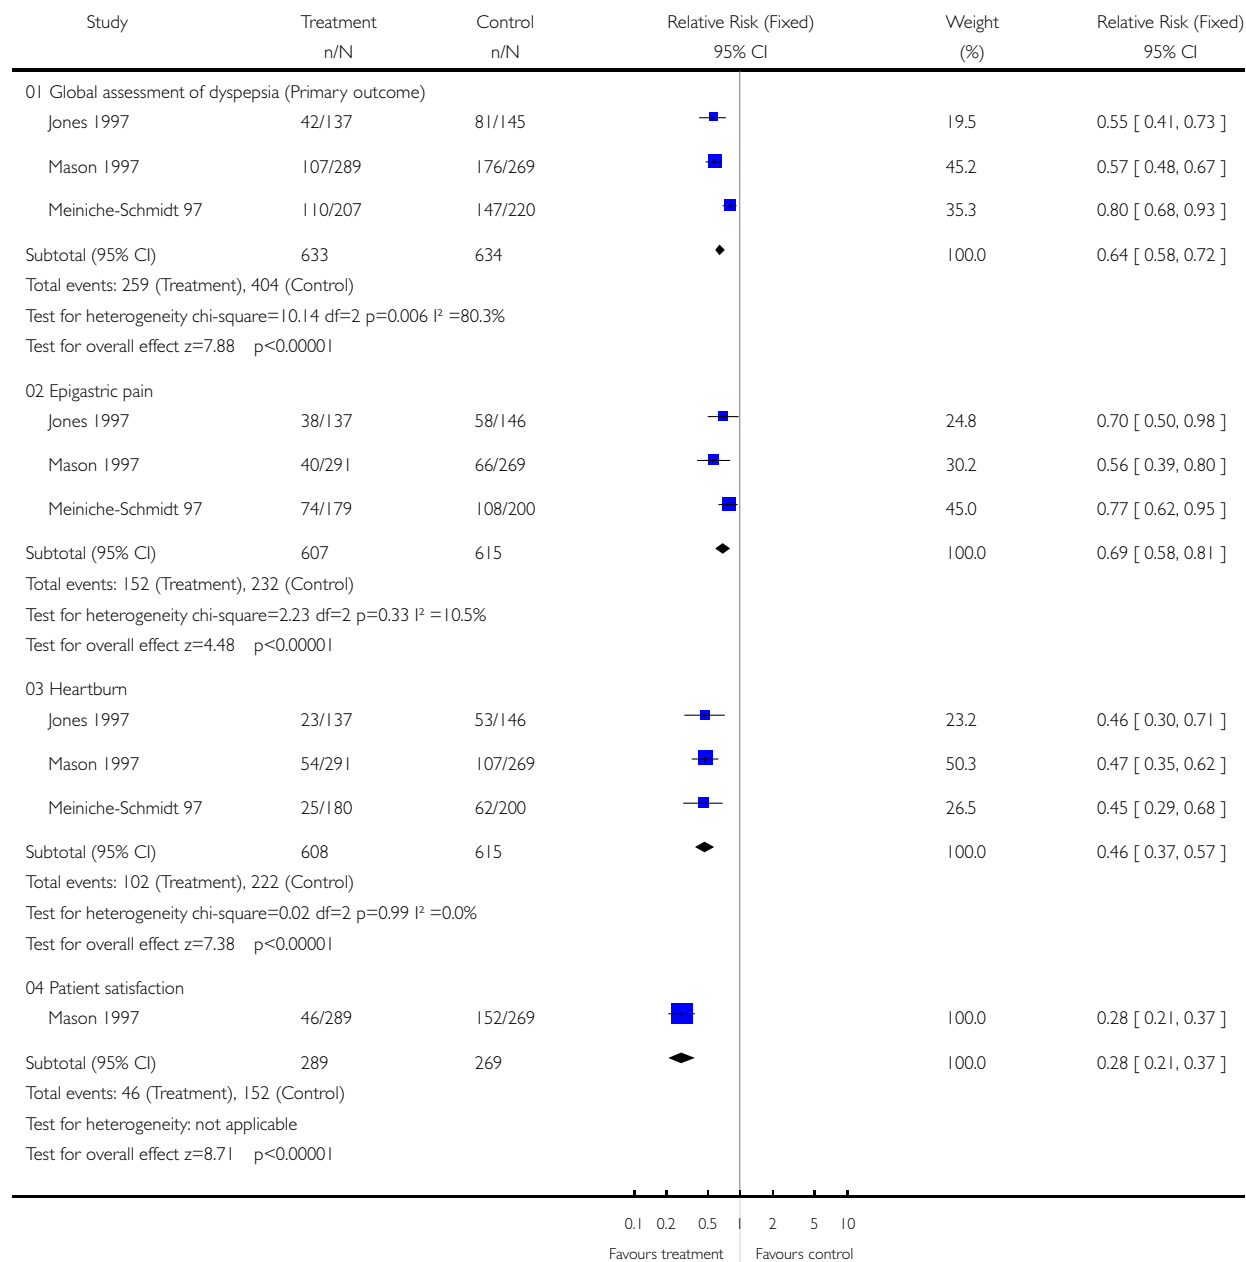 Study Treatment Control Relative Risk (Fixed) Weight Relative Risk (Fixed)
n/N n/N 95% CI (%) 95% CI
01 Global assessment of dyspepsia (Primary outcome)
Jones 1997 42/137 81/145 19.5 0.55 [ 0.41, 0.73 ]
Mason 1997 107/289 176/269 45.2 0.57 [ 0.48, 0.67 ]
Meiniche-Schmidt 97 110/207 147/220 35.3 0.80 [ 0.68, 0.93 ]
Subtotal (95% CI) 633 634 100.0 0.64 [ 0.58, 0.72 ]
Total events: 259 (Treatment), 404 (Control)
Test for heterogeneity chi-square=10.14 df=2 p=0.006 I² =80.3%
Test for overall effect z=7.88 p<0.00001
02 Epigastric pain
Jones 1997 38/137 58/146 24.8 0.70 [ 0.50, 0.98 ]
Mason 1997 40/291 66/269 30.2 0.56 [ 0.39, 0.80 ]
Meiniche-Schmidt 97 74/179 108/200 45.0 0.77 [ 0.62, 0.95 ]
Subtotal (95% CI) 607 615 100.0 0.69 [ 0.58, 0.81 ]
Total events: 152 (Treatment), 232 (Control)
Test for heterogeneity chi-square=2.23 df=2 p=0.33 I² =10.5%
Test for overall effect z=4.48 p<0.00001
03 Heartburn
Jones 1997 23/137 53/146 23.2 0.46 [ 0.30, 0.71 ]
Mason 1997 54/291 107/269 50.3 0.47 [ 0.35, 0.62 ]
Meiniche-Schmidt 97 25/180 62/200 26.5 0.45 [ 0.29, 0.68 ]
Subtotal (95% CI) 608 615 100.0 0.46 [ 0.37, 0.57 ]
Total events: 102 (Treatment), 222 (Control)
Test for heterogeneity chi-square=0.02 df=2 p=0.99 I² =0.0%
Test for overall effect z=7.38 p<0.00001
04 Patient satisfaction
Mason 1997 46/289 152/269 100.0 0.28 [ 0.21, 0.37 ]
Subtotal (95% CI) 289 269 100.0 0.28 [ 0.21, 0.37 ]
Total events: 46 (Treatment), 152 (Control)
Test for heterogeneity: not applicable
Test for overall effect z=8.71 p<0.00001
0.1 0.2 0.5 1 2 5 10
Favours treatment Favours control